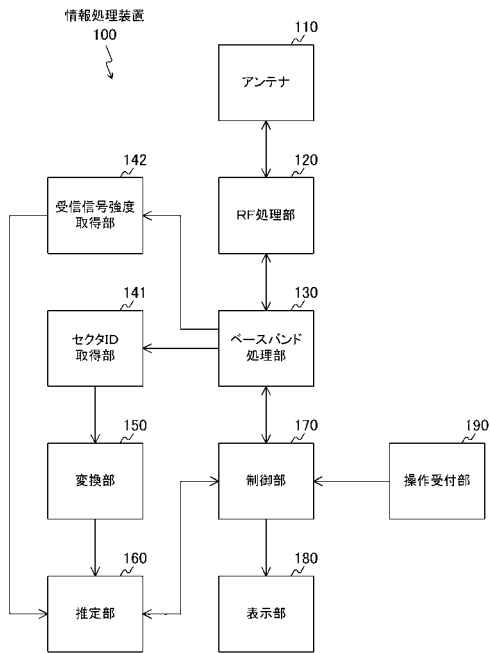 情報処理装置
100
110
アンテナ
142
受信信号強度
取得部
120
RF処理部
141
セクタID
取得部
130
ベースバンド
処理部
150
変換部
170
制御部
190
操作受付部
160
推定部
180
表示部